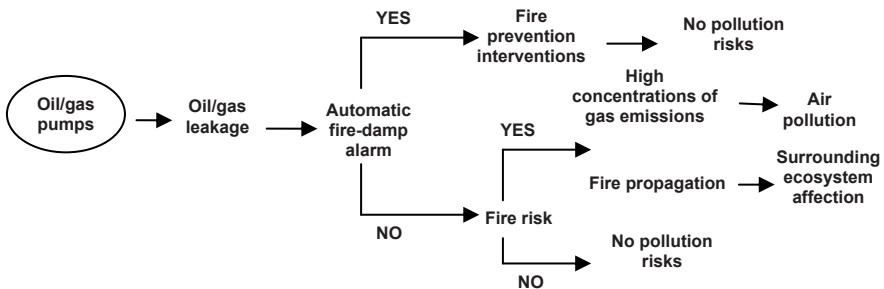 Oil/gas
pumps
Oil/gas
leakage
Automatic
fire-damp
alarm
YES
Fire
prevention
interventions
No pollution
risks
NO
Fire risk
YES
High
concentrations of
gas emissions
Air
pollution
Fire propagation
Surrounding
ecosystem
affection
NO
No pollution
risks